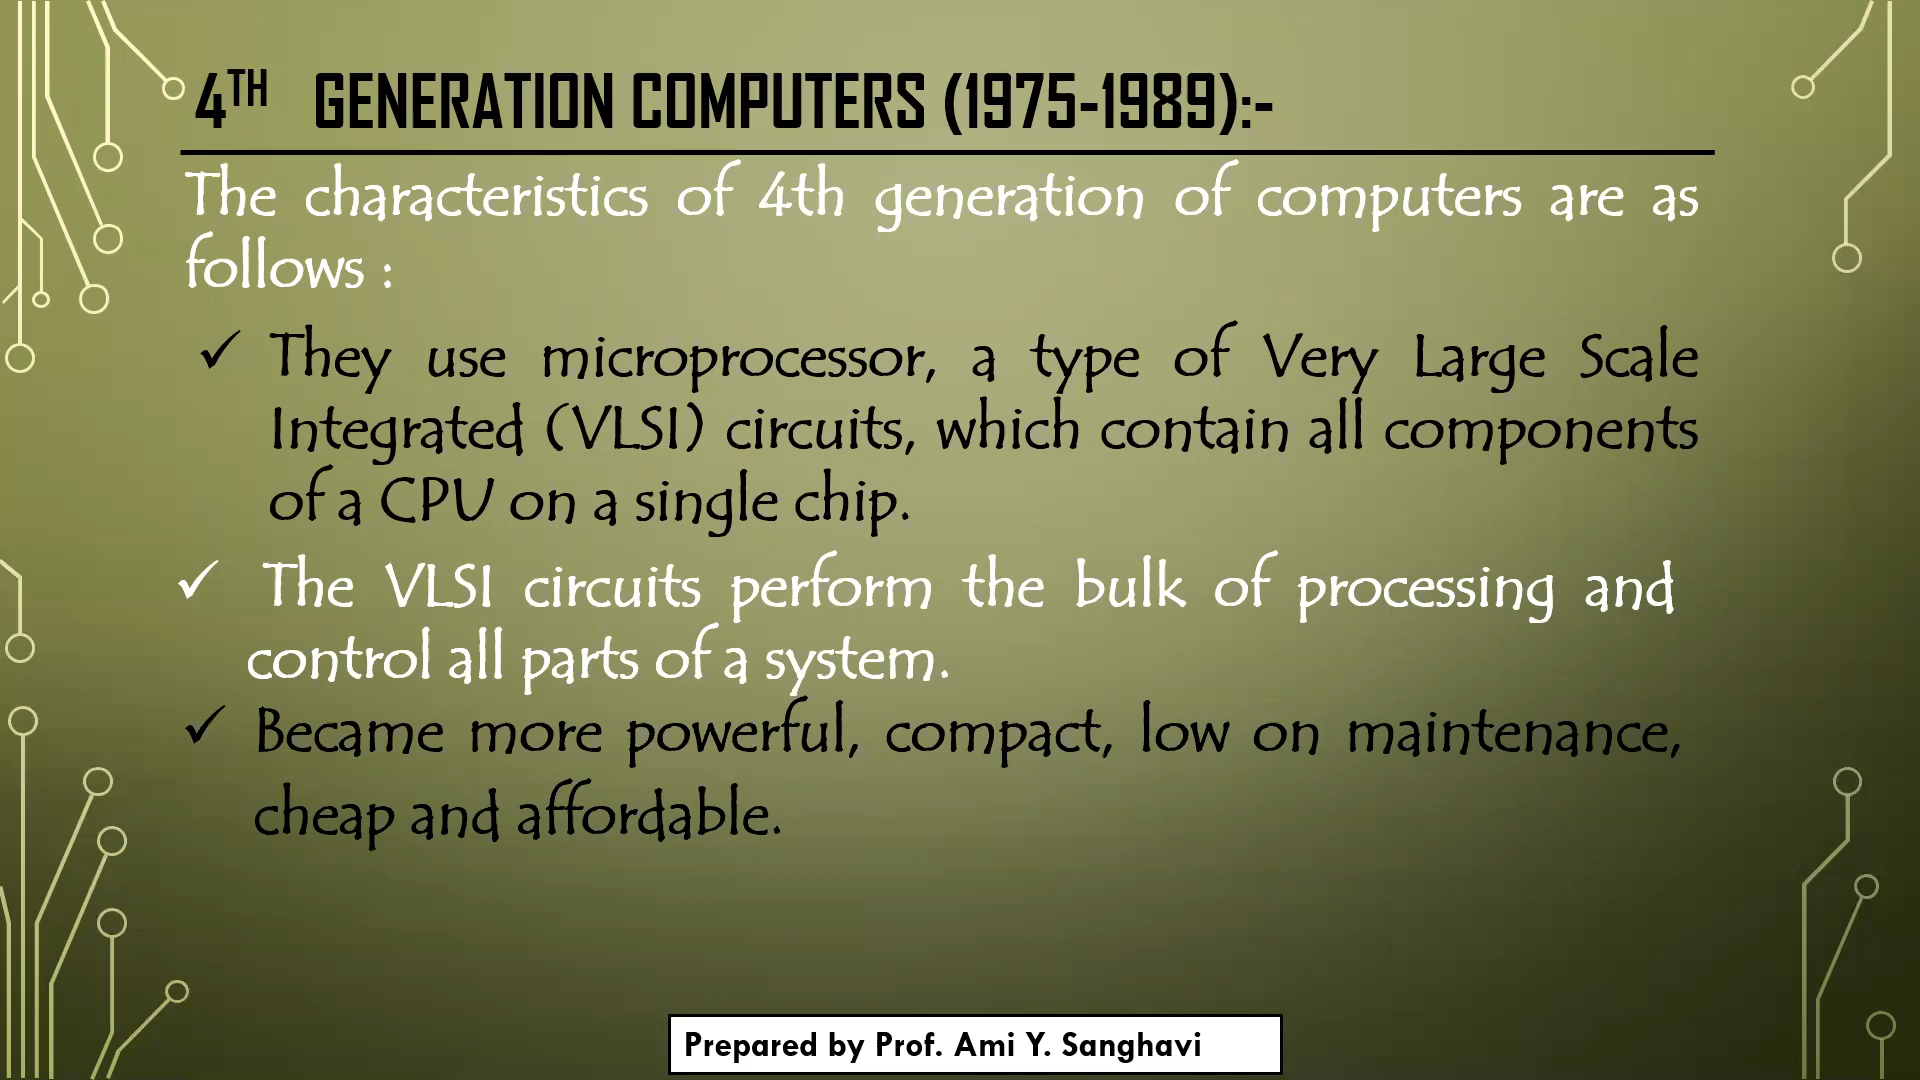 4TH GENERATION COMPUTERS (1975-1989):-
The characteristics of 4th generation of computers are as
follows :
✓ They use microprocessor, a type of Very Large Scale
Integrated (VLSI) circuits, which contain all components
of a CPU on a single chip.
✓ The VLSI circuits perform the bulk of processing and
control all parts of a system.
✓ Became more powerful, compact, low on maintenance,
cheap and affordable.
Prepared by Prof. Ami Y. Sanghavi